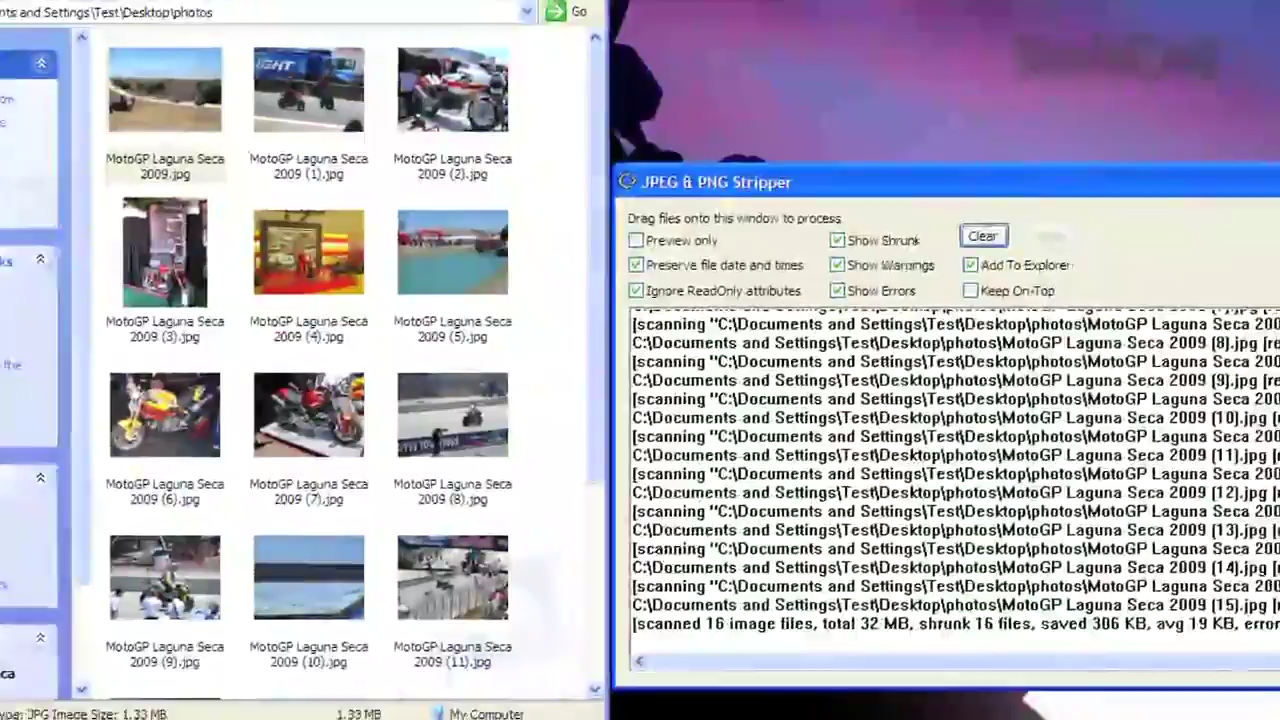 nts and Settings\Test\Desktop\photos
Go
MotoGP Laguna Seca
2009.jpg
MotoGP Laguna Seca
2009 (1).jpg
MotoGP Laguna Seca
2009 (2).jpg
MotoGP Laguna Seca
2009 (3).jpg
MotoGP Laguna Seca
2009 (4).jpg
MotoGP Laguna Seca
2009 (5).jpg
MotoGP Laguna Seca
2009 (6).jpg
MotoGP Laguna Seca
2009 (7).jpg
MotoGP Laguna Seca
2009 (8).jpg
MotoGP Laguna Seca
2009 (9).jpg
MotoGP Laguna Seca
2009 (10).jpg
MotoGP Laguna Seca
2009 (11).jpg
ks
the
ca
ype: JPG Image Size: 1.33 MB
1.33 MB
My Computer
JPEG & PNG Stripper
Drag files onto this window to process
Preview only
Show Shrunk
Clear
Preserve file date and times
Show Warnings
Add To Explorer
Ignore ReadOnly attributes
Show Errors
Keep On-Top
[scanning "C:\Documents and Settings\Test\Desktop\photos\MotoGP Laguna Seca 200
C:\Documents and Settings\Test\Desktop\photos\MotoGP Laguna Seca 2009 (8).jpg [re
[scanning "C:\Documents and Settings\Test\Desktop\photos\MotoGP Laguna Seca 200
C:\Documents and Settings\Test\Desktop\photos\MotoGP Laguna Seca 2009 (9).jpg [re
[scanning "C:\Documents and Settings\Test\Desktop\photos\MotoGP Laguna Seca 200
C:\Documents and Settings\Test\Desktop\photos\MotoGP Laguna Seca 2009 (10).jpg [r
[scanning "C:\Documents and Settings\Test\Desktop\photos\MotoGP Laguna Seca 200
C:\Documents and Settings\Test\Desktop\photos\MotoGP Laguna Seca 2009 (11).jpg [r
[scanning "C:\Documents and Settings\Test\Desktop\photos\MotoGP Laguna Seca 200
C:\Documents and Settings\Test\Desktop\photos\MotoGP Laguna Seca 2009 (12).jpg [r
[scanning "C:\Documents and Settings\Test\Desktop\photos\MotoGP Laguna Seca 200
C:\Documents and Settings\Test\Desktop\photos\MotoGP Laguna Seca 2009 (13).jpg [r
[scanning "C:\Documents and Settings\Test\Desktop\photos\MotoGP Laguna Seca 200
C:\Documents and Settings\Test\Desktop\photos\MotoGP Laguna Seca 2009 (14).jpg [r
[scanning "C:\Documents and Settings\Test\Desktop\photos\MotoGP Laguna Seca 200
C:\Documents and Settings\Test\Desktop\photos\MotoGP Laguna Seca 2009 (15).jpg [r
[scanned 16 image files, total 32 MB, shrunk 16 files, saved 306 KB, avg 19 KB, error